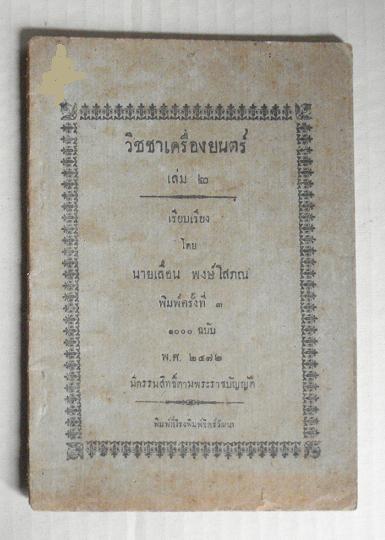 วิชชาเครื่องยนตร์
เล่ม ๒
เรียบเรียง
โดย
นายเลื่อน พงษ์โสภณ
พิมพ์ครั้งที่ ๓
๑๐๐๐ ฉบับ
พ.ศ. ๒๔๗๒
มีกรรมสิทธิ์ตามพระราชบัญญัติ